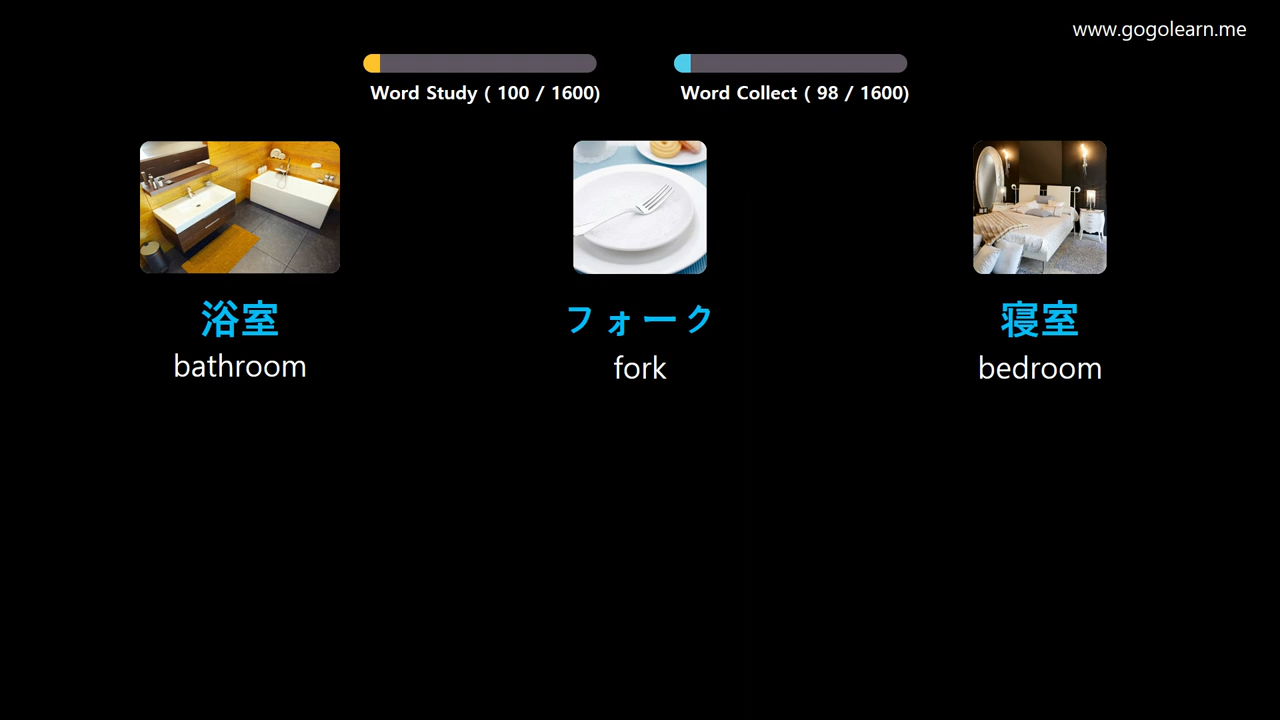 www.gogolearn.me
Word Study ( 100 / 1600)
Word Collect ( 98 / 1600)
浴室
bathroom
フォーク
fork
寝室
bedroom